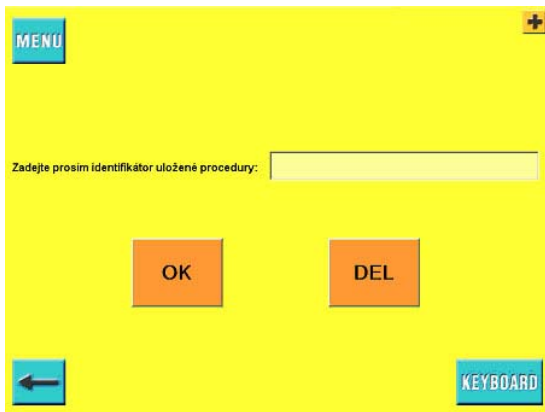 MENU
Zadejte prosím identifikátor uložené procedury:
OK
DEL
KEYBOARD